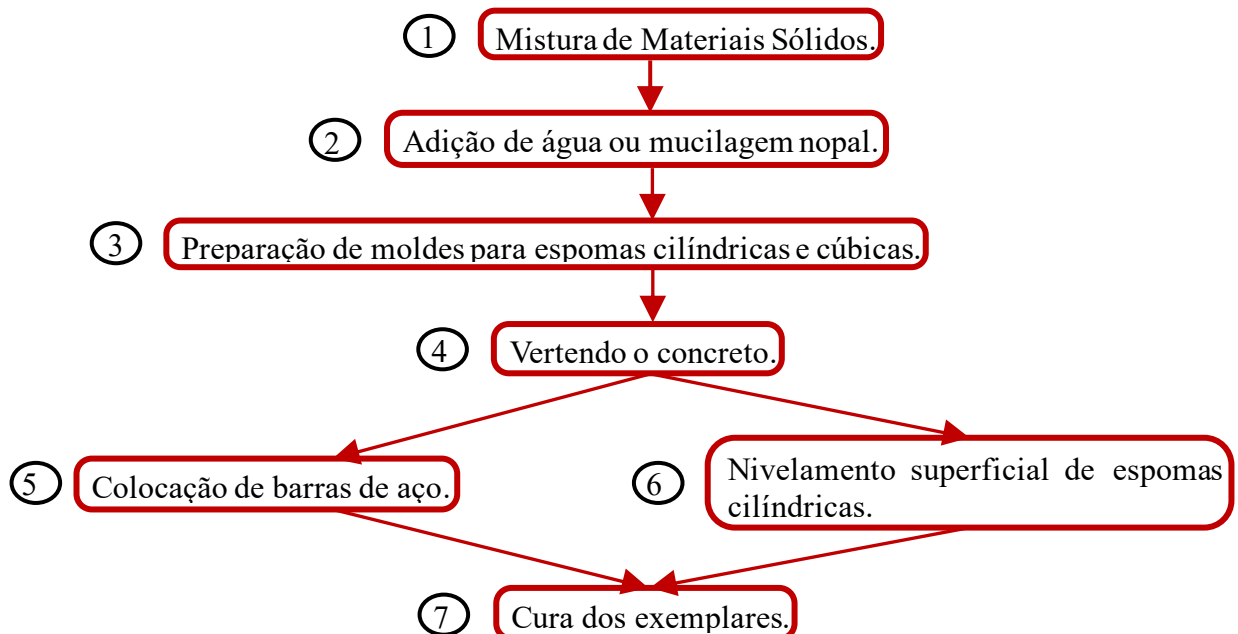 1 Mistura de Materiais Sólidos.
2 Adição de água ou mucilagem nopal.
3 Preparação de moldes para espomas cilíndricas e cúbicas.
4 Vertendo o concreto.
5 Colocação de barras de aço.
6 Nivelamento superficial de espomas
cilíndricas.
7 Cura dos exemplares.